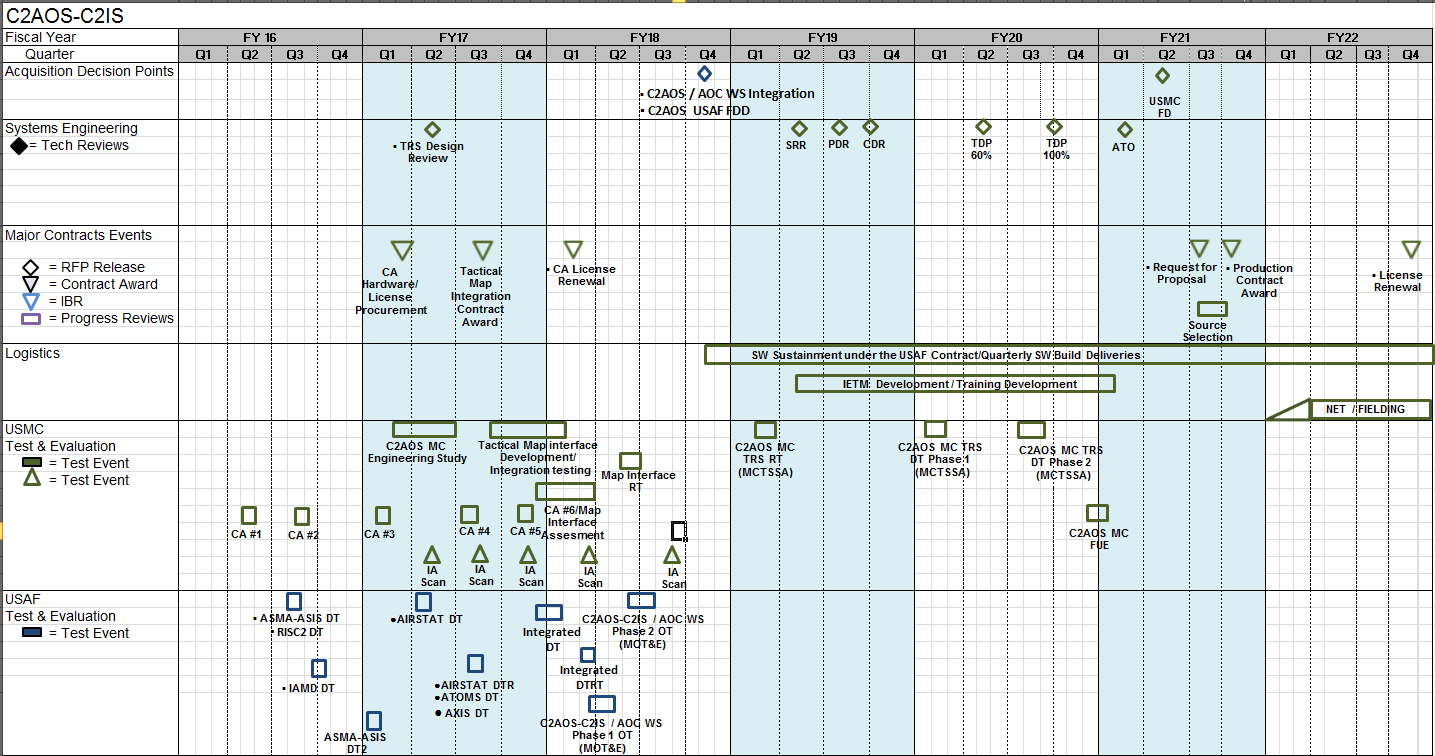 C2AOS-C2IS
Fiscal Year
FY 16
FY17
FY18
FY19
FY20
FY21
FY22
Quarter
Q1 Q2 Q3 Q4 Q1 Q2 Q3 Q4 Q1 Q2 Q3 Q4 Q1 Q2 Q3 Q4 Q1 Q2 Q3 Q4 Q1 Q2 Q3 Q4 Q1 Q2 Q3 Q4
Acquisition Decision Points
▪ C2AOS / AOC WS Integration
▪ C2AOS USAF FDD
USMC
FD
Systems Engineering
= Tech Reviews
▪ TRS Design
Review
SRR
PDR
CDR
TDP
60%
TDP
100%
ATO
Major Contracts Events
= RFP Release
= Contract Award
= IBR
= Progress Reviews
CA
Hardware/
License
Procurement
Tactical
Map
Integration
Contract
Award
▪ CA License
Renewal
▪ Request for
Proposal
▪ Production
Contract
Award
Source
Selection
▪ License
Renewal
Logistics
SW Sustainment under the USAF Contract/Quarterly SW Build Deliveries
IETM Development / Training Development
NET / FIELDING
USMC
Test & Evaluation
= Test Event
= Test Event
C2AOS MC
Engineering Study
Tactical Map interface
Development/
Integration testing
Map Interface
RT
C2AOS MC
TRS RT
(MCTSSA)
C2AOS MC TRS
DT Phase 1
(MCTSSA)
C2AOS MC TRS
DT Phase 2
(MCTSSA)
CA #1
CA #2
CA #3
CA #4
CA #5
CA #6/Map
Interface
Assesment
C2AOS MC
FUE
IA
Scan
IA
Scan
IA
Scan
IA
Scan
IA
Scan
USAF
Test & Evaluation
= Test Event
▪ ASMA-ASIS DT
▪ RISC2 DT
▪ IAMD DT
ASMA-ASIS
DT2
●AIRSTAT DT
●AIRSTAT DTR
●ATOMS DT
● AXIS DT
Integrated
DT
C2AOS-C2IS / AOC WS
Phase 2 OT
(MOT&E)
Integrated
DTRT
C2AOS-C2IS / AOC WS
Phase 1 OT
(MOT&E)